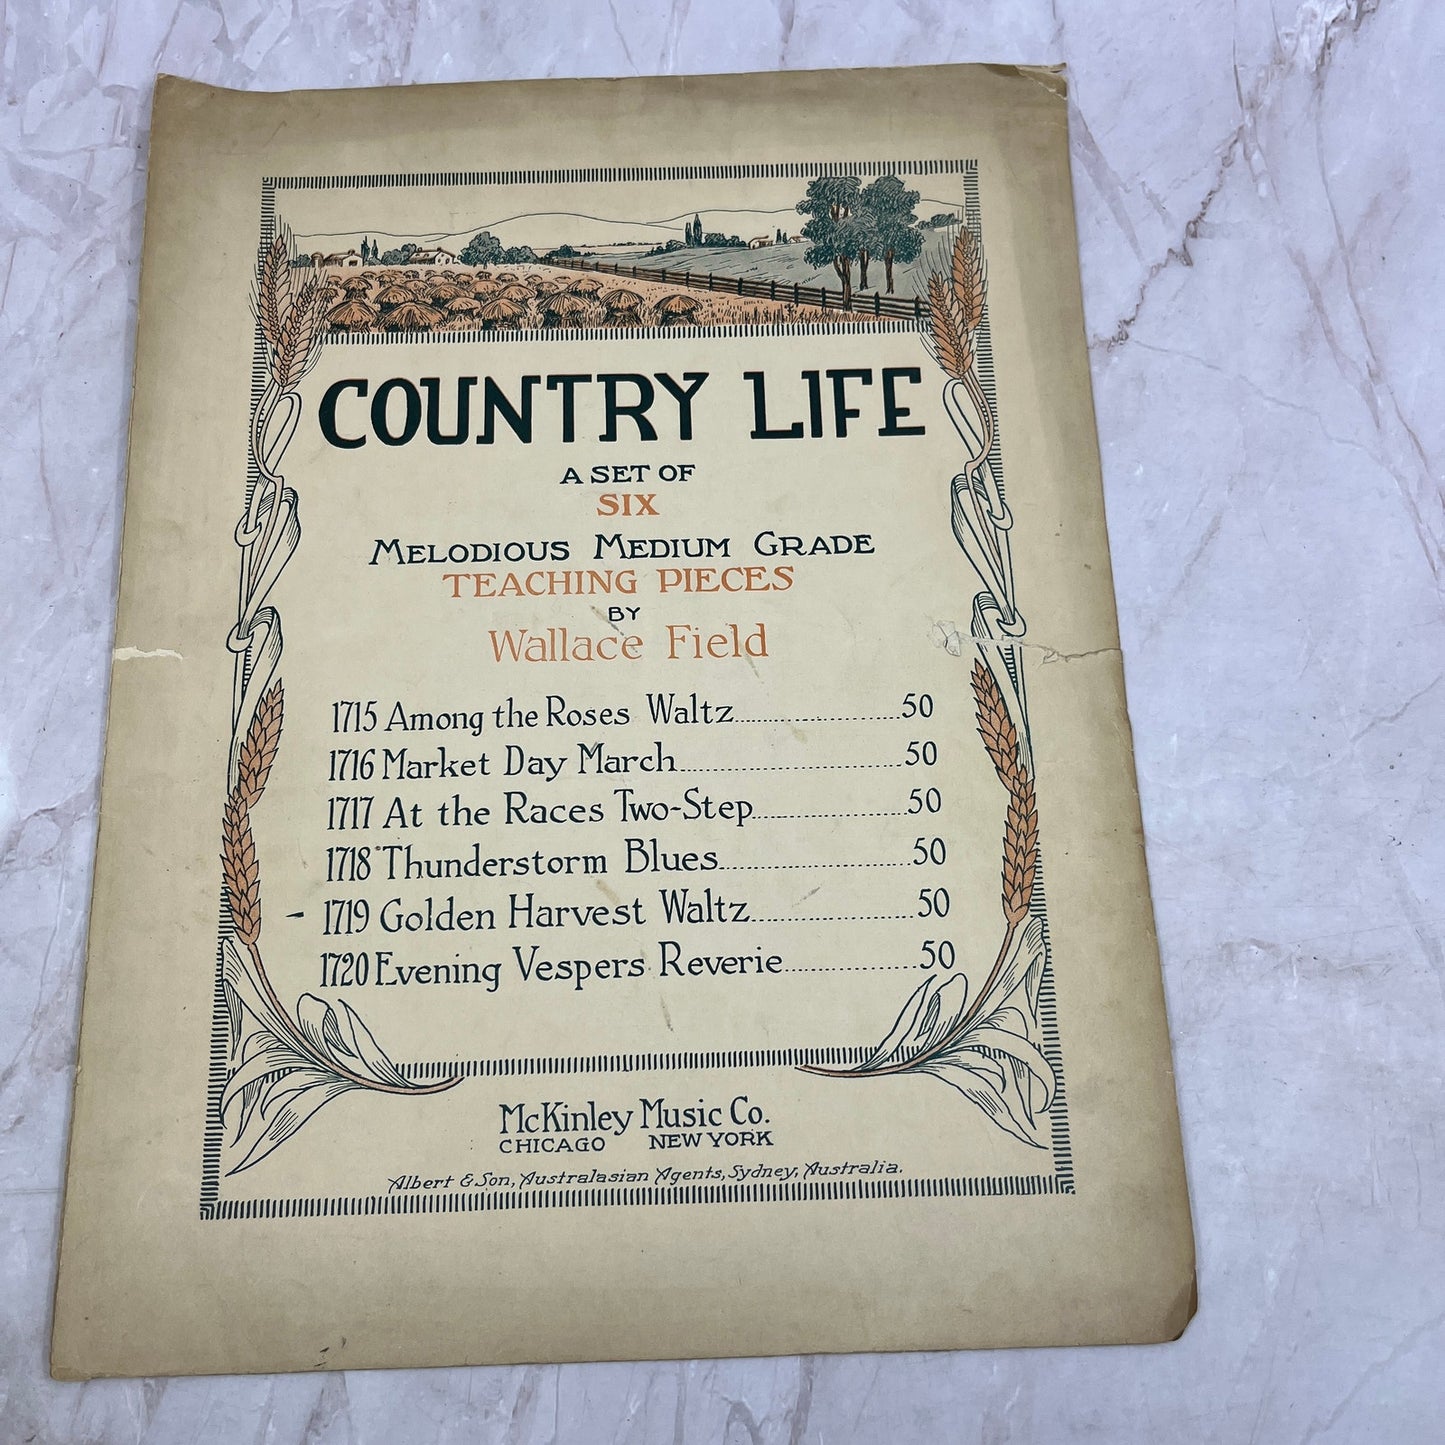 COUNTRY LIFE
A SET OF
SIX
MELODIOUS MEDIUM GRADE
TEACHING PIECES
BY
Wallace Field
1715 Among the Roses Waltz 50
1716 Market Day March 50
1717 At the Races Two-Step 50
1718 Thunderstorm Blues 50
- 1719 Golden Harvest Waltz 50
1720 Evening Vespers Reverie 50
McKinley Music Co.
CHICAGO NEW YORK
Albert & Son, Australasian Agents, Sydney, Australia.